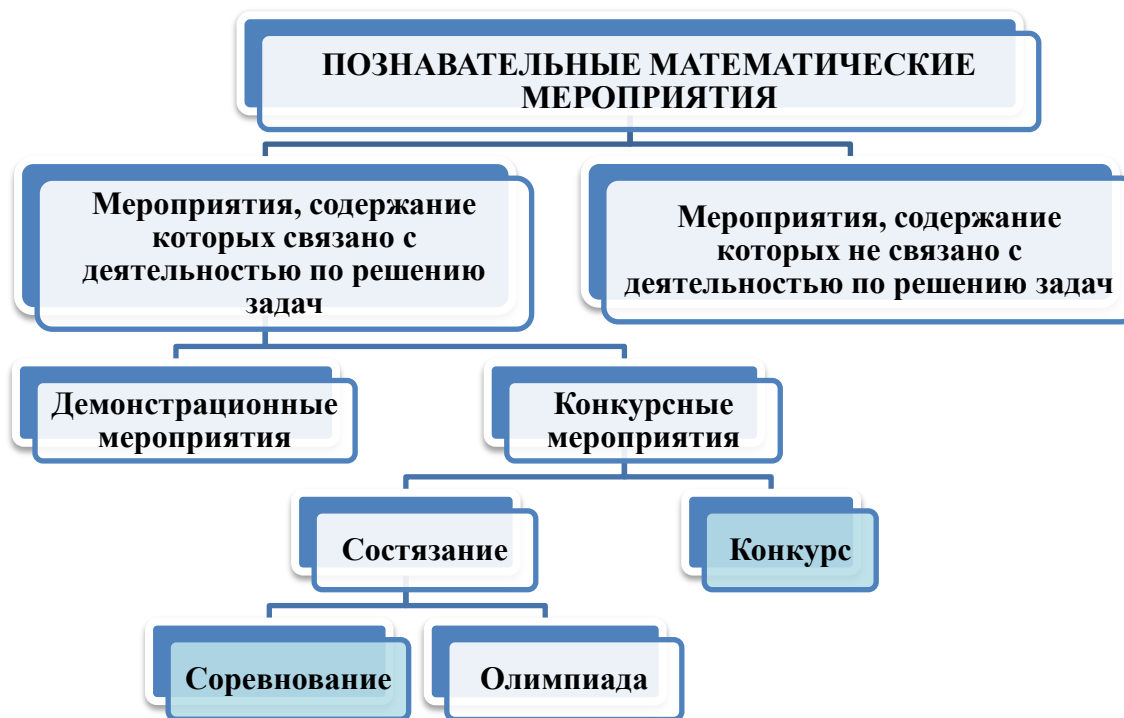 ПОЗНАВАТЕЛЬНЫЕ МАТЕМАТИЧЕСКИЕ
МЕРОПРИЯТИЯ
Мероприятия, содержание
которых связано с
деятельностью по решению
задач
Мероприятия, содержание
которых не связано с
деятельностью по решению задач
Демонстрационные
мероприятия
Конкурсные
мероприятия
Состязание
Конкурс
Соревнование
Олимпиада